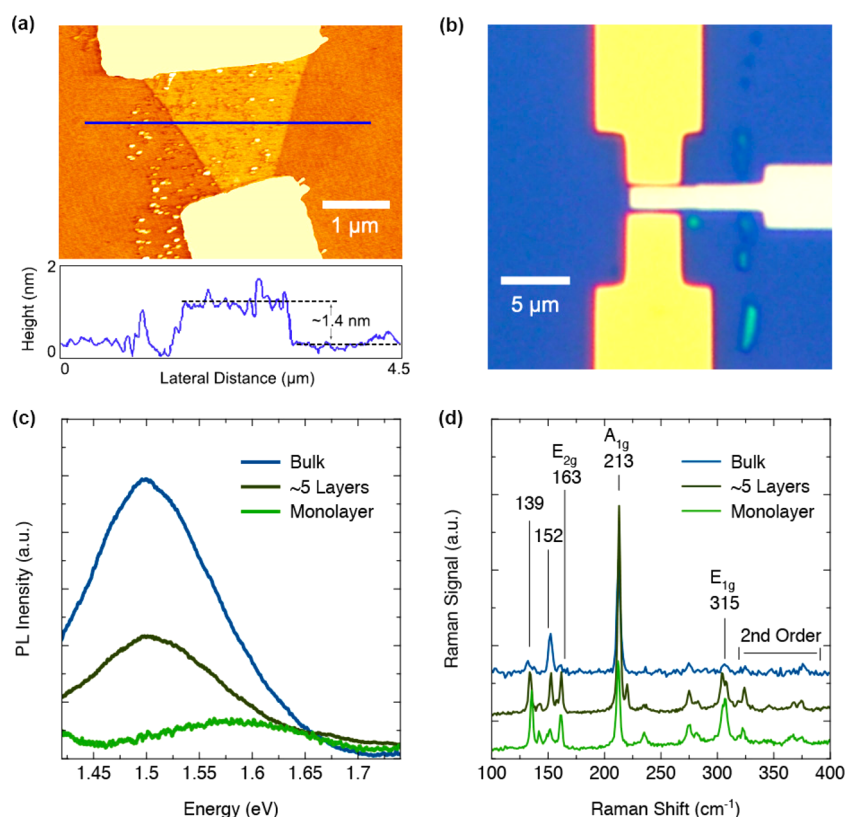 (a)
1 μm
2
Height (nm)
~1.4 nm
0
0
4.5
Lateral Distance (μm)
(b)
5 μm
(c)
Bulk
~5 Layers
Monolayer
PL Inensity (a.u.)
1.45 1.5 1.55 1.6 1.65 1.7
Energy (eV)
(d)
A1g
213
E2g
163
139
152
Bulk
~5 Layers
Monolayer
E1g
315
2nd Order
Raman Signal (a.u.)
100 150 200 250 300 350 400
Raman Shift (cm-1)